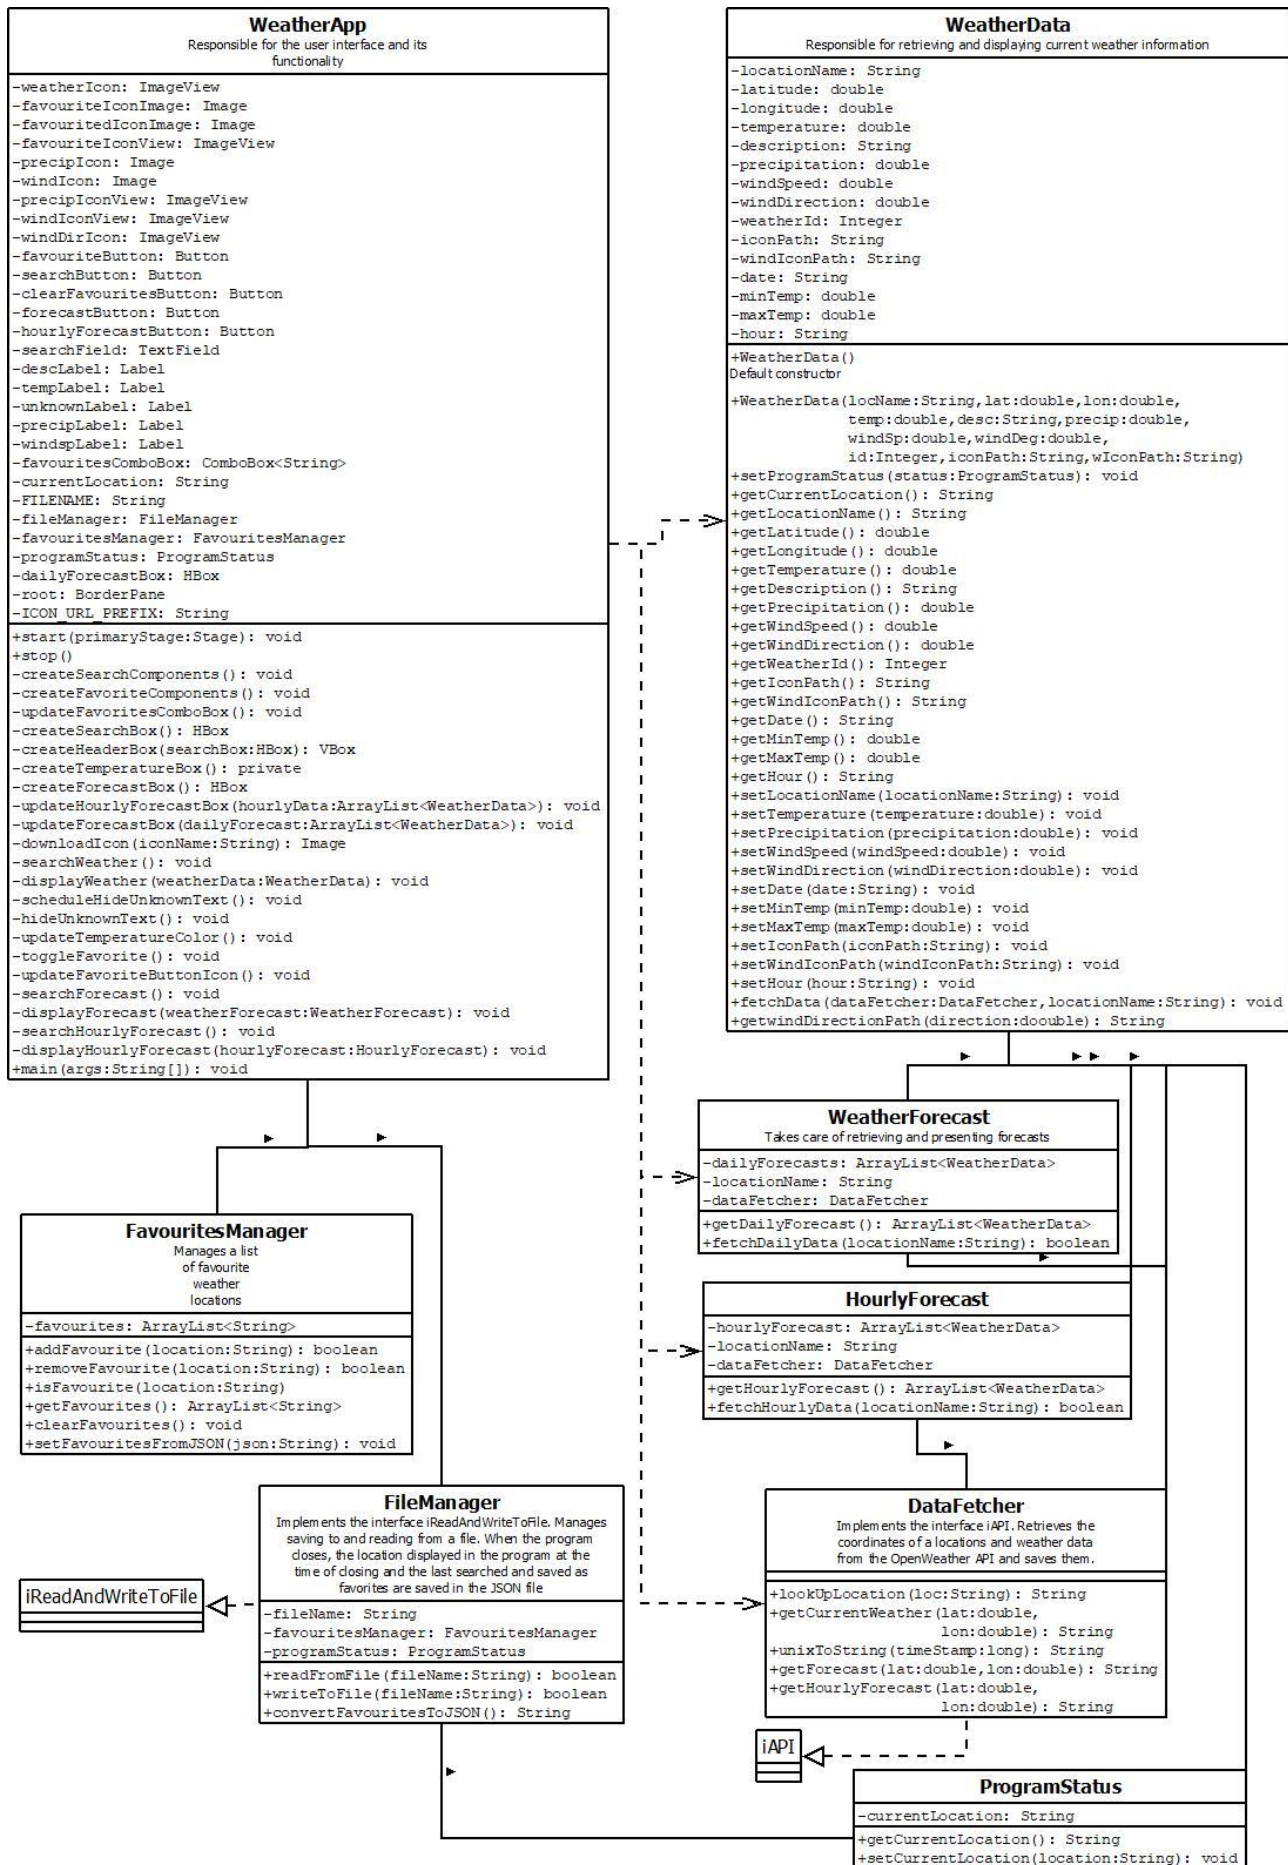 WeatherApp
Responsible for the user interface and its
functionality
-weatherIcon: ImageView
-favouriteIconImage: Image
-favouritedIconImage: Image
-favouriteIconView: ImageView
-precipIcon: Image
-windIcon: Image
-precipIconView: ImageView
-windIconView: ImageView
-windDirIcon: ImageView
-favouriteButton: Button
-searchButton: Button
-clearFavouritesButton: Button
-forecastButton: Button
-hourlyForecastButton: Button
-searchField: TextField
-descLabel: Label
-tempLabel: Label
-unknownLabel: Label
-precipLabel: Label
-windspLabel: Label
-favouritesComboBox: ComboBox<String>
-currentLocation: String
-FILENAME: String
-fileManager: FileManager
-favouritesManager: FavouritesManager
-programStatus: ProgramStatus
-dailyForecastBox: HBox
-root: BorderPane
-ICON_URL_PREFIX: String
+start(primaryStage:Stage): void
+stop()
-createSearchComponents(): void
-createFavoriteComponents(): void
-updateFavoritesComboBox(): void
-createSearchBox(): HBox
-createHeaderBox(searchBox:HBox): VBox
-createTemperatureBox(): private
-createForecastBox(): HBox
-updateHourlyForecastBox(hourlyData:ArrayList<WeatherData>): void
-updateForecastBox(dailyForecast:ArrayList<WeatherData>): void
-downloadIcon(iconName:String): Image
-searchWeather(): void
-displayWeather(weatherData:WeatherData): void
-scheduleHideUnknownText(): void
-hideUnknownText(): void
-updateTemperatureColor(): void
-toggleFavorite(): void
-updateFavoriteButtonIcon(): void
-searchForecast(): void
-displayForecast(weatherForecast:WeatherForecast): void
-searchHourlyForecast(): void
-displayHourlyForecast(hourlyForecast:HourlyForecast): void
+main(args:String[]): void
WeatherData
Responsible for retrieving and displaying current weather information
-locationName: String
-latitude: double
-longitude: double
-temperature: double
-description: String
-precipitation: double
-windSpeed: double
-windDirection: double
-weatherId: Integer
-iconPath: String
-windIconPath: String
-date: String
-minTemp: double
-maxTemp: double
-hour: String
+WeatherData()
Default constructor
+WeatherData(locName:String,lat:double,lon:double,
temp:double,desc:String,precip:double,
windSp:double,windDeg:double,
id:Integer,iconPath:String,wIconPath:String)
+setProgramStatus(status:ProgramStatus): void
+getCurrentLocation(): String
+getLocationName(): String
+getLatitude(): double
+getLongitude(): double
+getTemperature(): double
+getDescription(): String
+getPrecipitation(): double
+getWindSpeed(): double
+getWindDirection(): double
+getWeatherId(): Integer
+getIconPath(): String
+getWindIconPath(): String
+getDate(): String
+getMinTemp(): double
+getMaxTemp(): double
+getHour(): String
+setLocationName(locationName:String): void
+setTemperature(temperature:double): void
+setPrecipitation(precipitation:double): void
+setWindSpeed(windSpeed:double): void
+setWindDirection(windDirection:double): void
+setDate(date:String): void
+setMinTemp(minTemp:double): void
+setMaxTemp(maxTemp:double): void
+setIconPath(iconPath:String): void
+setWindIconPath(windIconPath:String): void
+setHour(hour:String): void
+fetchData(dataFetcher:DataFetcher,locationName:String): void
+getwindDirectionPath(direction:doouble): String
WeatherForecast
Takes care of retrieving and presenting forecasts
-dailyForecasts: ArrayList<WeatherData>
-locationName: String
-dataFetcher: DataFetcher
+getDailyForecast(): ArrayList<WeatherData>
+fetchDailyData(locationName:String): boolean
FavouritesManager
Manages a list
of favourite
weather
locations
-favourites: ArrayList<String>
+addFavourite(location:String): boolean
+removeFavourite(location:String): boolean
+isFavourite(location:String)
+getFavourites(): ArrayList<String>
+clearFavourites(): void
+setFavouritesFromJSON(json:String): void
HourlyForecast
-hourlyForecast: ArrayList<WeatherData>
-locationName: String
-dataFetcher: DataFetcher
+getHourlyForecast(): ArrayList<WeatherData>
+fetchHourlyData(locationName:String): boolean
FileManager
Implements the interface iReadAndWriteToFile. Manages
saving to and reading from a file. When the program
closes, the location displayed in the program at the
time of closing and the last searched and saved as
favorites are saved in the JSON file
-fileName: String
-favouritesManager: FavouritesManager
-programStatus: ProgramStatus
+readFromFile(fileName:String): boolean
+writeToFile(fileName:String): boolean
+convertFavouritesToJSON(): String
iReadAndWriteToFile
DataFetcher
Implements the interface iAPI. Retrieves the
coordinates of a locations and weather data
from the OpenWeather API and saves them.
+lookUpLocation(loc:String): String
+getCurrentWeather(lat:double,
lon:double): String
+unixToString(timeStamp:long): String
+getForecast(lat:double,lon:double): String
+getHourlyForecast(lat:double,
lon:double): String
iAPI
ProgramStatus
-currentLocation: String
+getCurrentLocation(): String
+setCurrentLocation(location:String): void